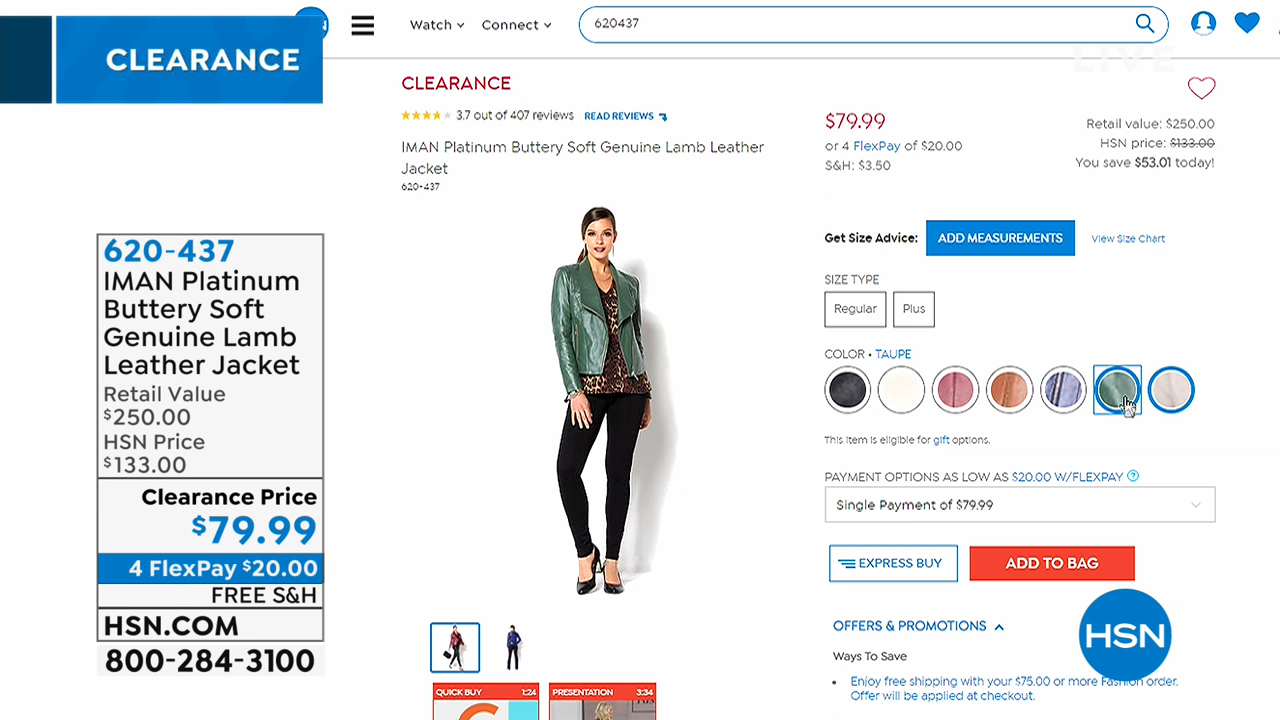 CLEARANCE
Watch
Connect
620437
LIVE
CLEARANCE
3.7 out of 407 reviews
READ REVIEWS
IMAN Platinum Buttery Soft Genuine Lamb Leather
Jacket
620-437
$79.99
or 4 FlexPay of $20.00
S&H: $3.50
Retail value: $250.00
HSN price: $133.00
You save $53.01 today!
Get Size Advice:
ADD MEASUREMENTS
View Size Chart
SIZE TYPE
Regular
Plus
COLOR • TAUPE
This item is eligible for gift options.
PAYMENT OPTIONS AS LOW AS $20.00 W/FLEXPAY ?
Single Payment of $79.99
EXPRESS BUY
ADD TO BAG
OFFERS & PROMOTIONS
Ways To Save
• Enjoy free shipping with your $75.00 or more Fashion order.
Offer will be applied at checkout.
HSN
QUICK BUY 1:24
PRESENTATION 3:34
620-437
IMAN Platinum
Buttery Soft
Genuine Lamb
Leather Jacket
Retail Value
$250.00
HSN Price
$133.00
Clearance Price
$79.99
4 FlexPay $20.00
FREE S&H
HSN.COM
800-284-3100